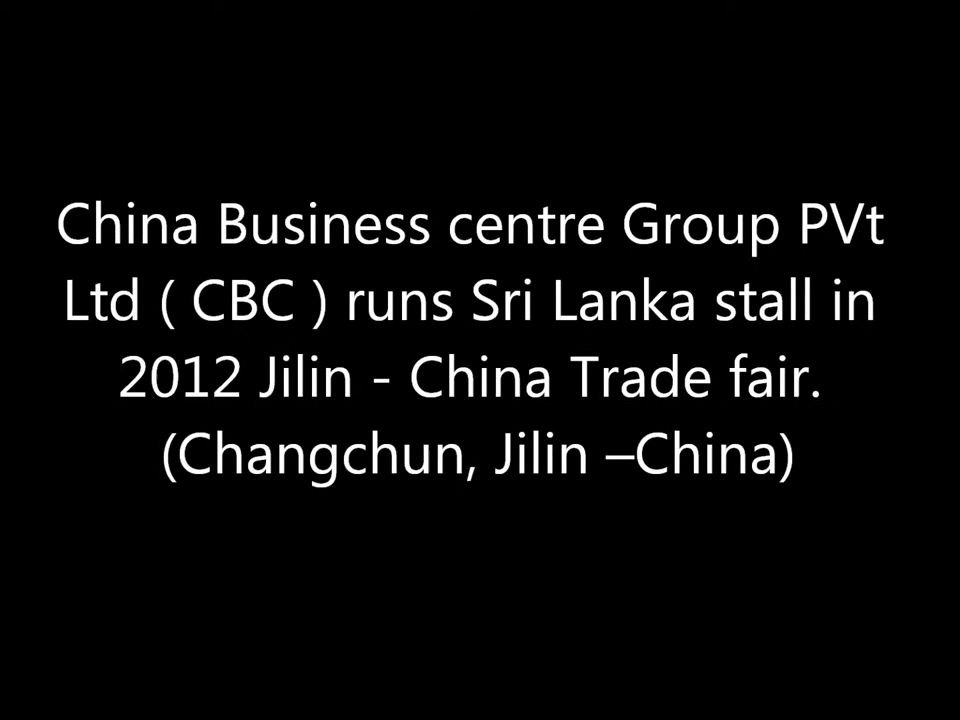 China Business centre Group PVt
Ltd ( CBC ) runs Sri Lanka stall in
2012 Jilin - China Trade fair.
(Changchun, Jilin –China)